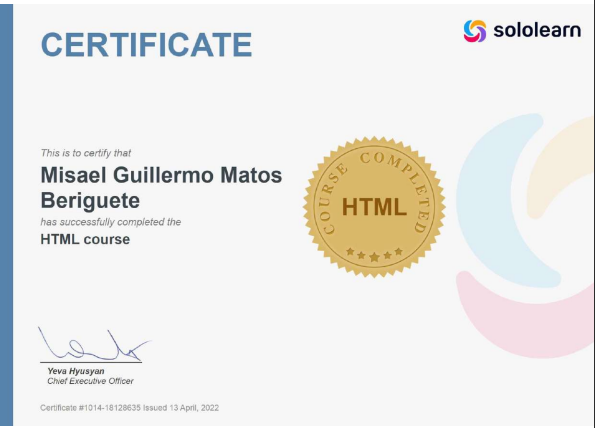 CERTIFICATE
sololearn
This is to certify that
Misael Guillermo Matos
Beriguete
has successfully completed the
HTML course
COURSE COMPLETED
HTML
Yeva Hyusyan
Chief Executive Officer
Certificate #1014-18128635 Issued 13 April, 2022